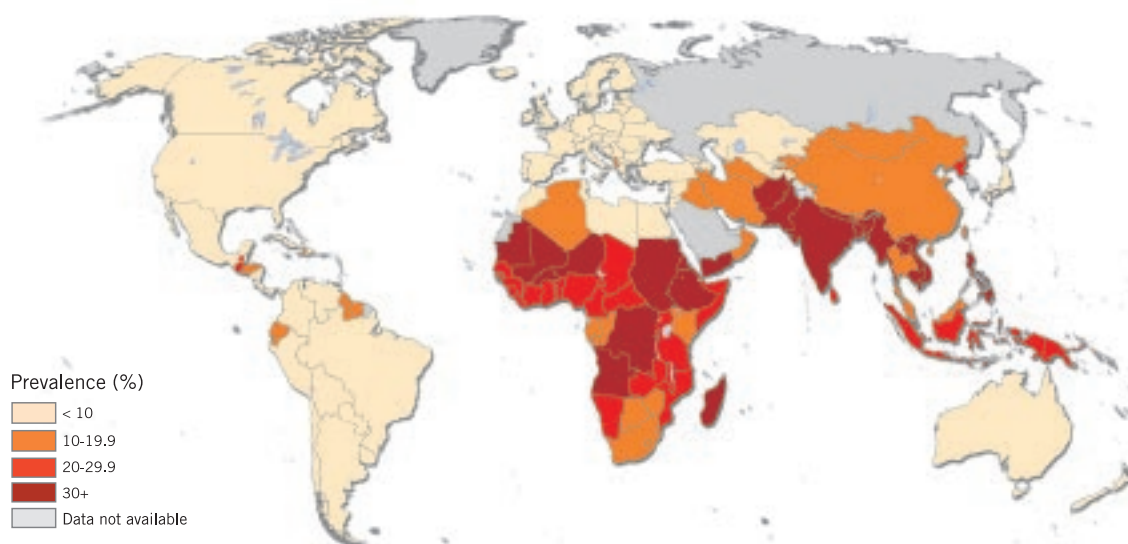 Prevalence (%)
< 10
10-19.9
20-29.9
30+
Data not available